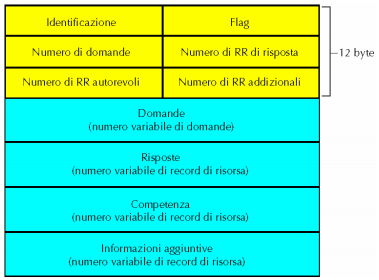 Identificazione Flag
Numero di domande Numero di RR di risposta
12 byte
Numero di RR autorevoli Numero di RR addizionali
Domande
(numero variabile di domande)
Risposte
(numero variabile di record di risorsa)
Competenza
(numero variabile di record di risorsa)
Informazioni aggiuntive
(numero variabile di record di risorsa)